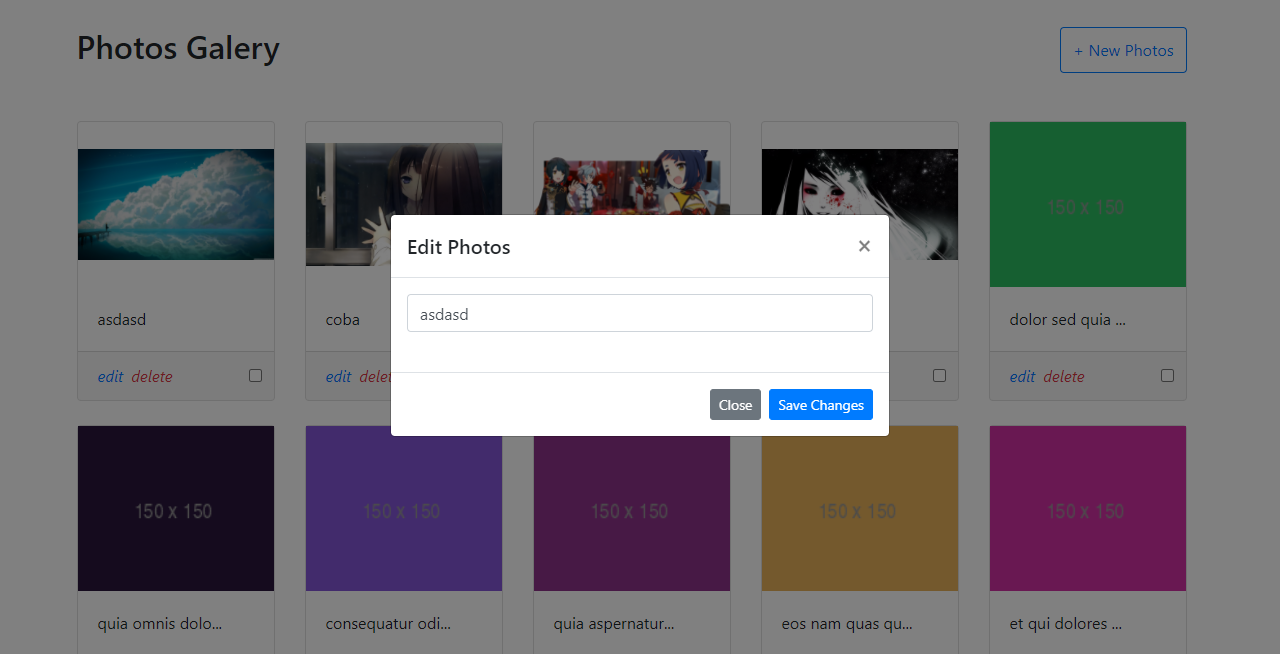 Photos Galery
+ New Photos
150 x 150
Edit Photos
×
asdasd
Close
Save Changes
asdasd
coba
dolor sed quia ...
edit delete
edit
edit delete
150 x 150
150 x 150
150 x 150
150 x 150
150 x 150
quia omnis dolo...
consequatur odi...
quia aspernatur...
eos nam quas qu...
et qui dolores ...